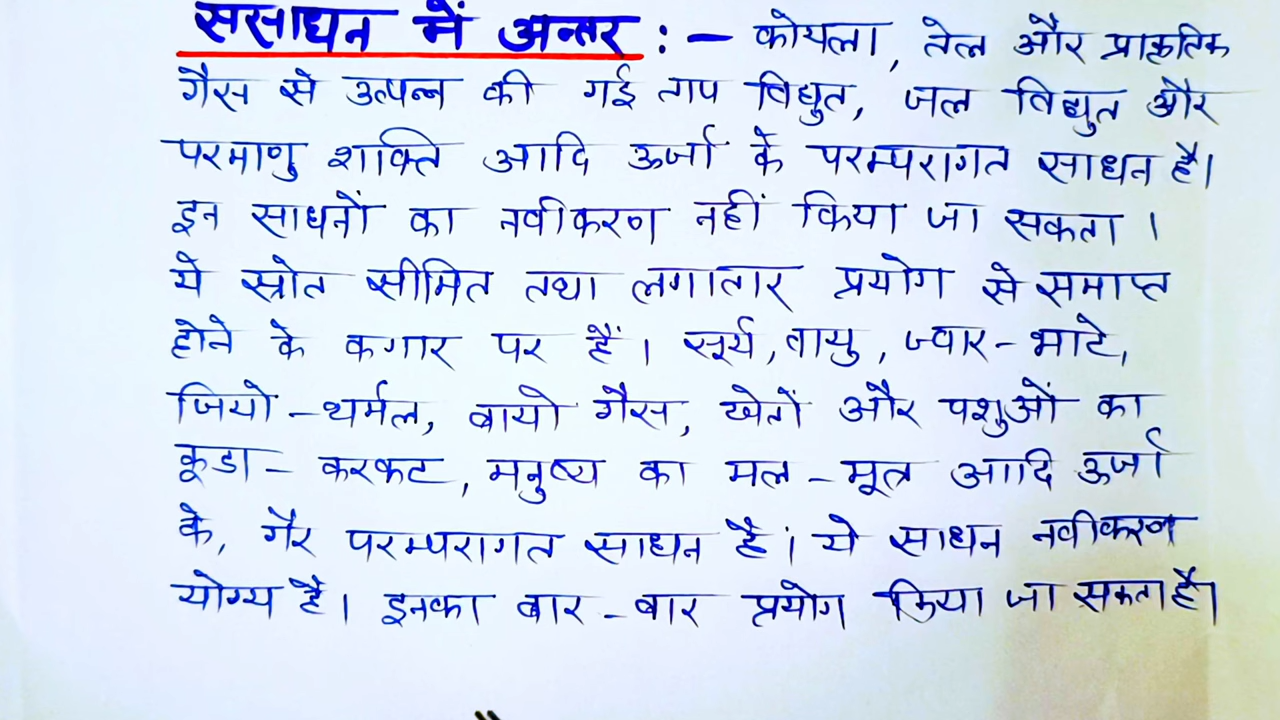 ससाधन में अन्तर : - कोयला, तेल और प्राकृतिक
गैस से उत्पन्न की गई ताप विद्युत, जल विद्युत और
परमाणु शक्ति आदि ऊर्जा के परम्परागत साधन है।
इन साधनों का नवीकरण नहीं किया जा सकता ।
ये स्रोत सीमित तथा लगातार प्रयोग से समाप्त
होने के कगार पर हैं। सूर्य, वायु, ज्वार-भाटे,
जियो-थर्मल, बायो गैस, खेतों और पशुओं का
कूडा- करकट, मनुष्य का मल-मूत्र आदि ऊर्जा
के, गैर परम्परागत साधन है। ये साधन नवीकरण
योग्य है। इनका बार-बार प्रयोग किया जा सकता है।